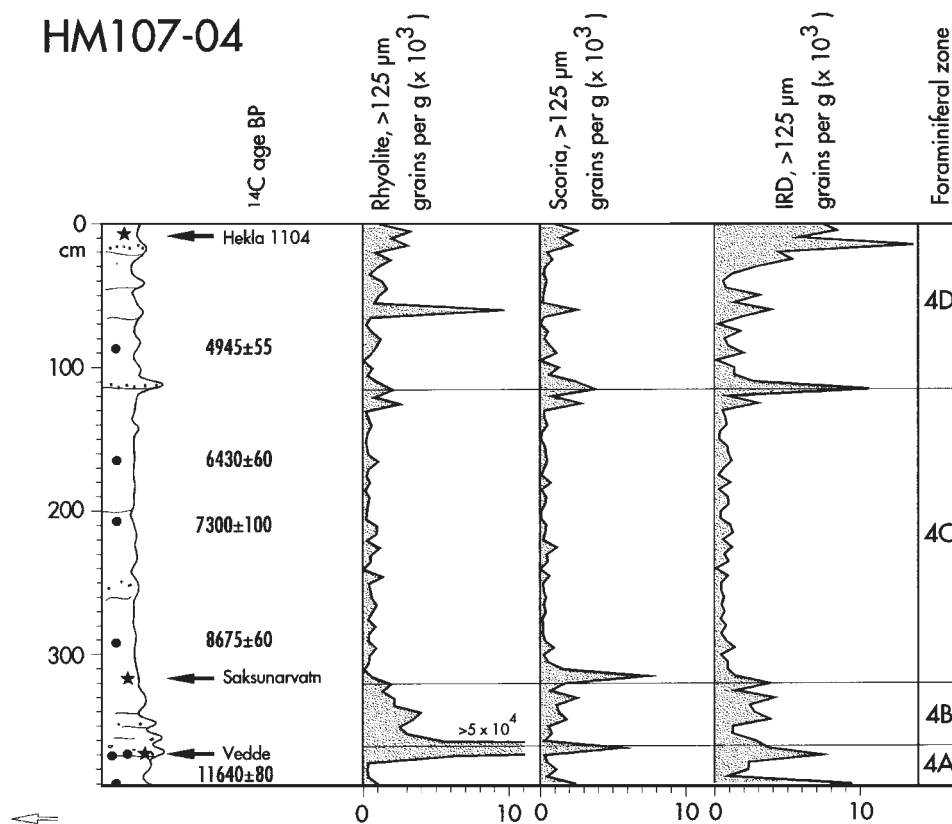 HM107-04
¹⁴C age BP
Rhyolite, >125 µm
grains per g (x 10³)
Scoria, >125 µm
grains per g (x 10³)
IRD, >125 µm
grains per g (x 10³)
Foraminiferal zone
0
cm
100
200
300
Hekla 1104
4945±55
6430±60
7300±100
8675±60
Saksunarvatn
Vedde
11640±80
>5 x 10⁴
4D
4C
4B
4A
0 10 0 10 0 10